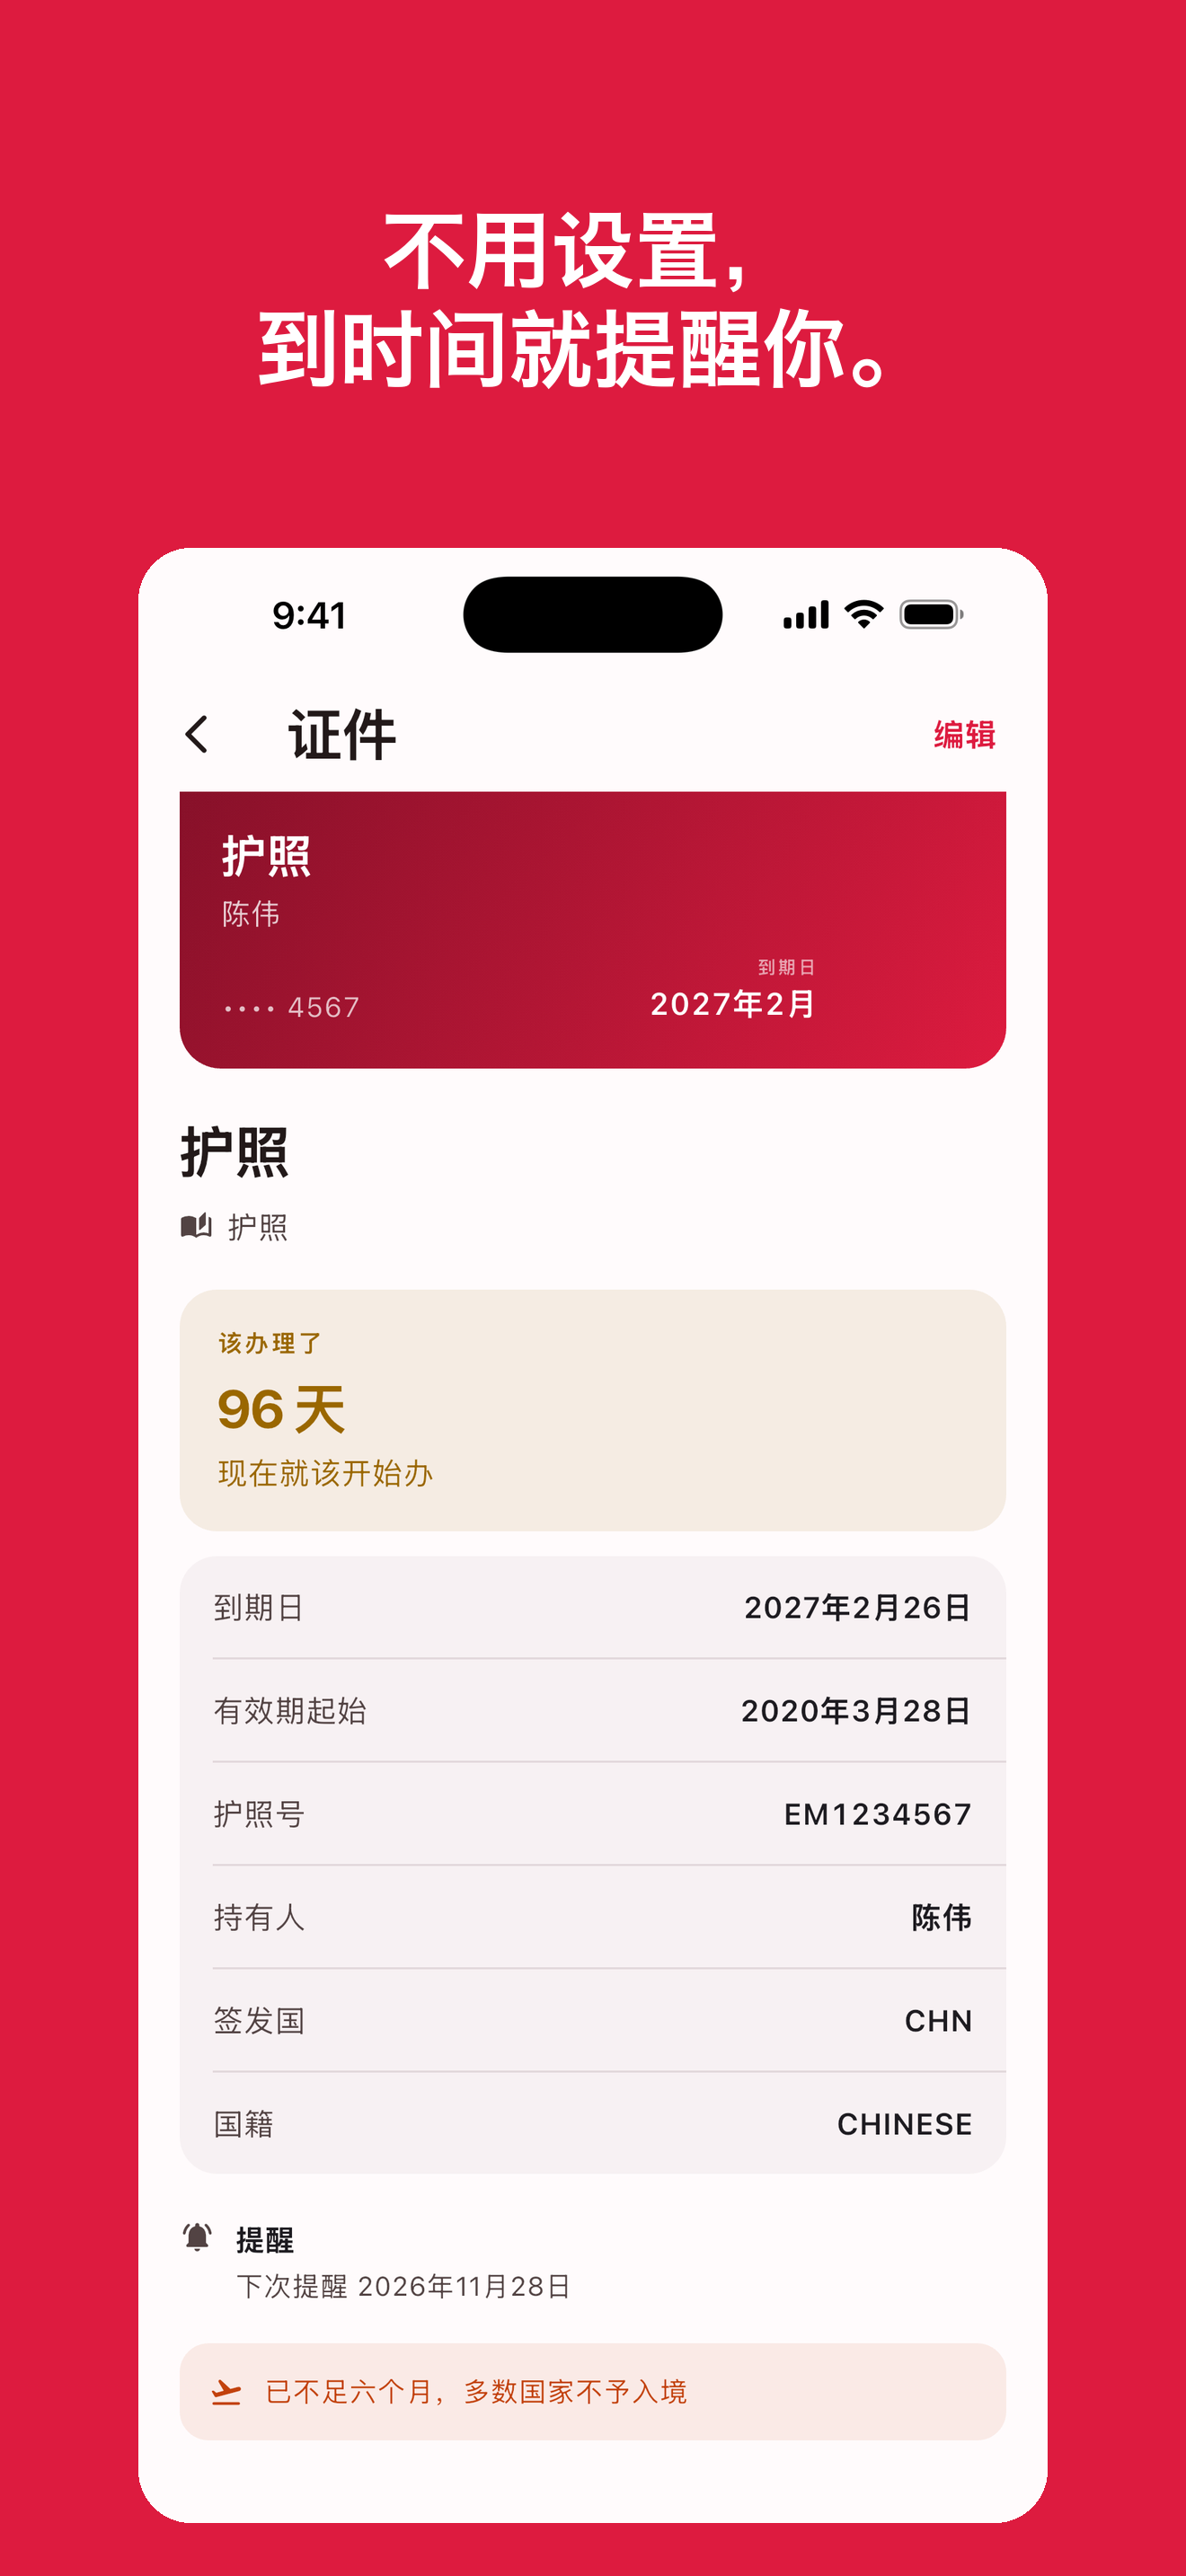 不用设置，
到时间就提醒你。
9:41
证件
编辑
护照
陈伟
到期日
•••• 4567
2027年2月
护照
护照
该办理了
96 天
现在就该开始办
到期日
2027年2月26日
有效期起始
2020年3月28日
护照号
EM1234567
持有人
陈伟
签发国
CHN
国籍
CHINESE
提醒
下次提醒 2026年11月28日
已不足六个月，多数国家不予入境